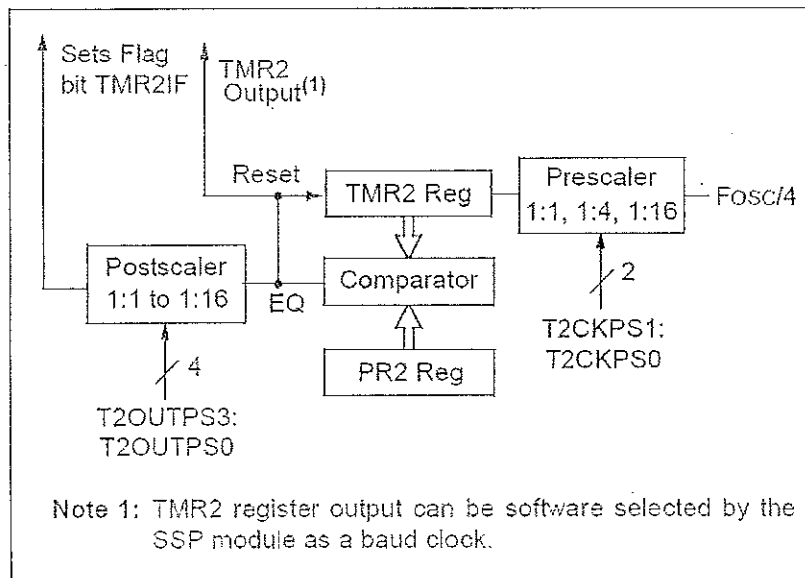 Sets Flag
bit TMR2IF
TMR2
Output(1)
Reset
TMR2 Reg
Prescaler
1:1, 1:4, 1:16
Fosc/4
Postscaler
1:1 to 1:16
EQ
Comparator
2
T2CKPS1:
T2CKPS0
PR2 Reg
4
T2OUTPS3:
T2OUTPS0
Note 1: TMR2 register output can be software selected by the
SSP module as a baud clock.